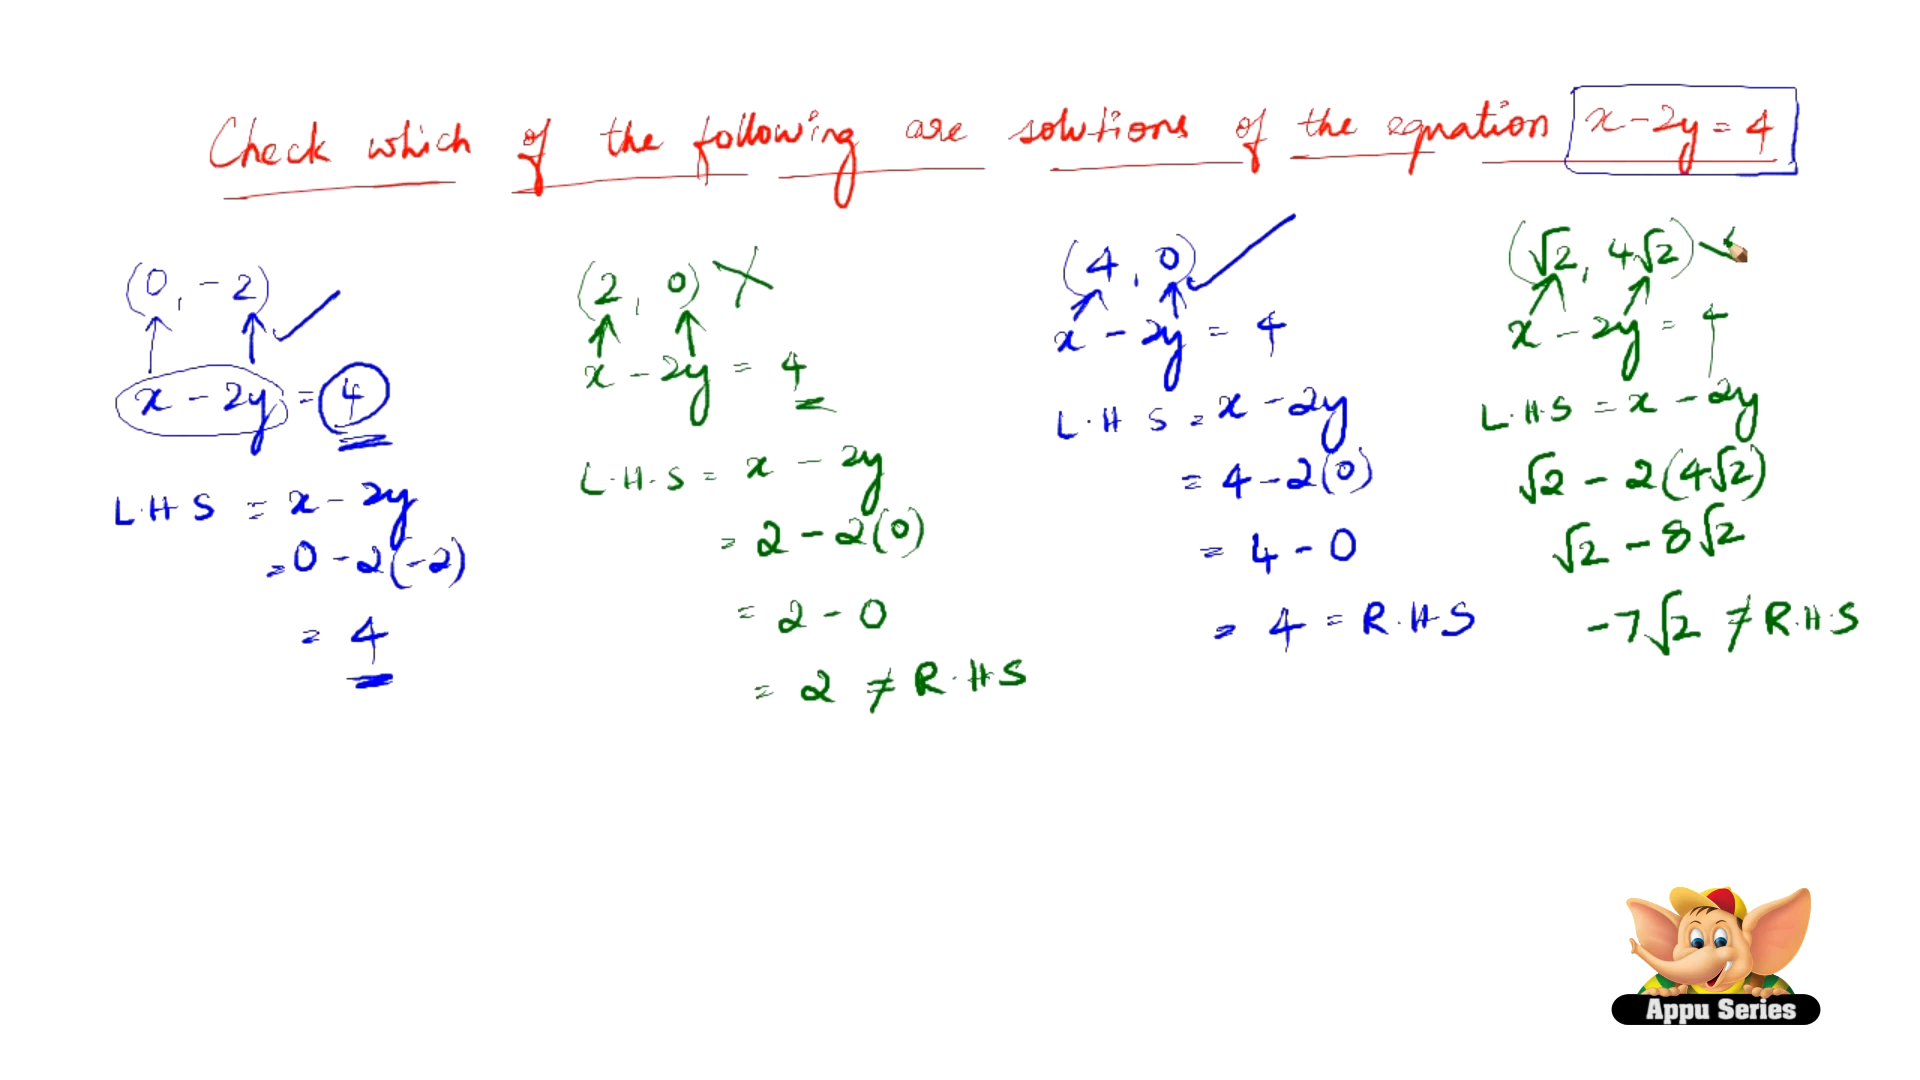 Check which of the following are solutions of the equation x - 2y = 4
(0, -2)
x - 2y = 4
L.H.S = x - 2y
= 0 - 2(-2)
= 4
(2, 0)
x - 2y = 4
L.H.S = x - 2y
= 2 - 2(0)
= 2 - 0
= 2 ≠ R.H.S
(4, 0)
x - 2y = 4
L.H.S = x - 2y
= 4 - 2(0)
= 4 - 0
= 4 = R.H.S
(√2, 4√2)
x - 2y = 4
L.H.S = x - 2y
√2 - 2(4√2)
√2 - 8√2
-7√2 ≠ R.H.S
Appu Series